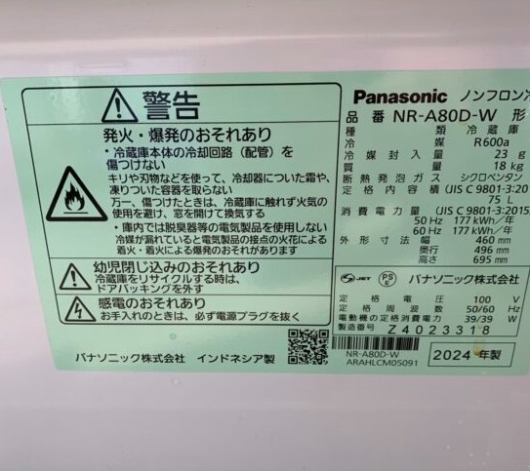 警告
発火・爆発のおそれあり
・冷蔵庫本体の冷却回路（配管）を
傷つけない
キリや刃物などを使って、冷却器についた霜や、
凍りついた容器を取らない
万一、傷つけたときは、冷蔵庫に触れず火気の
使用を避け、窓を開けて換気する
・庫内では脱臭器等の電気製品を使用しない
冷媒が漏れていると電気製品の接点の火花による
着火・着火による爆発のおそれあり
幼児閉じ込みのおそれあり
冷蔵庫をリサイクルする時は、
ドアパッキングを外す
感電のおそれあり
お手入れのときは、必ず電源プラグを抜く
パナソニック株式会社 インドネシア製
Panasonic ノンフロン冷
品番 NR-A80D-W 形
種類 冷蔵庫
冷媒 R600a
冷媒封入量 23 g
質量 18 kg
断熱発泡ガス シクロペンタン
定格内容積 (JIS C 9801-3:20
75 L
消費電力量 (JIS C 9801-3:2015)
50 Hz 177 kWh/年
60 Hz 177 kWh/年
外形寸法 幅 460 mm
奥行 496 mm
高さ 695 mm
JET PS E パナソニック株式会社
定格電圧 100 V
定格周波数 50/60 Hz
電動機の定格消費電力 39/39 W
製造番号 Z4023318
NR-A80D-W
ARAHLCM05091
2024 年製